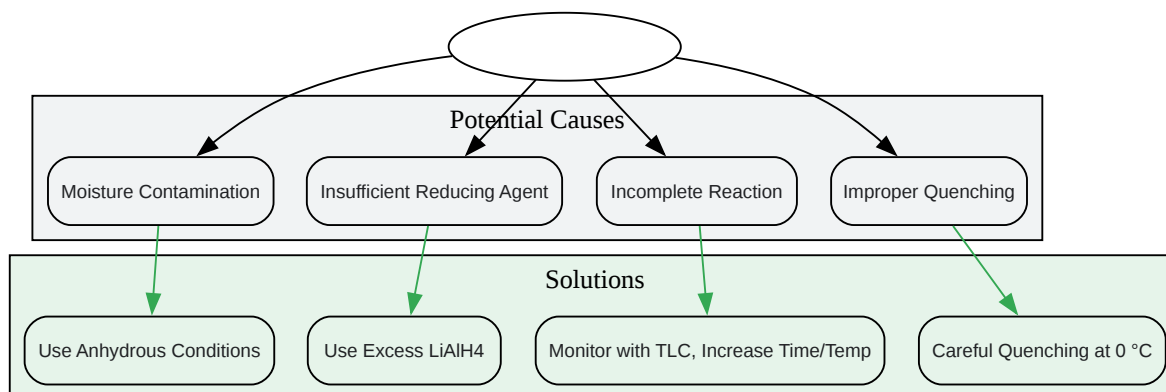 Potential Causes
Moisture Contamination
Insufficient Reducing Agent
Incomplete Reaction
Improper Quenching
Solutions
Use Anhydrous Conditions
Use Excess LiAlH4
Monitor with TLC, Increase Time/Temp
Careful Quenching at 0 °C